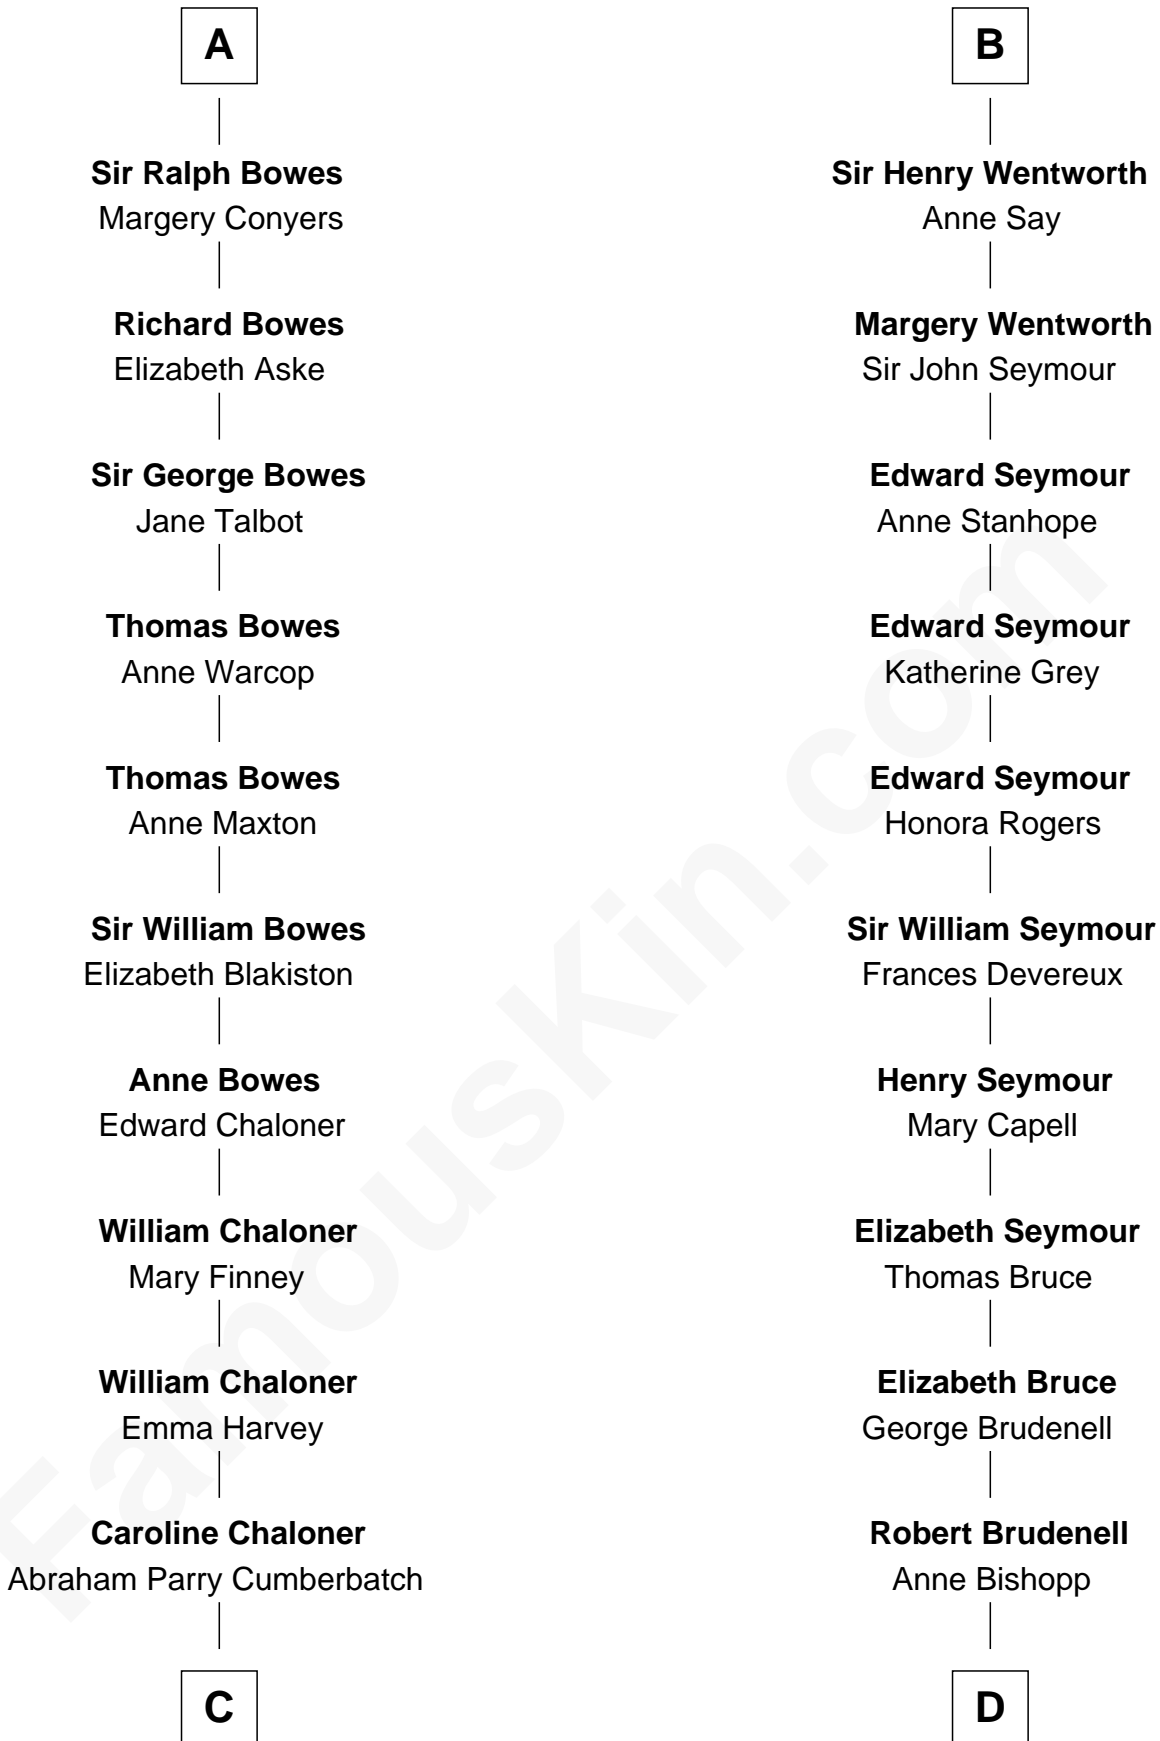 A
Sir Ralph Bowes
Margery Conyers
Richard Bowes
Elizabeth Aske
Sir George Bowes
Jane Talbot
Thomas Bowes
Anne Warcop
Thomas Bowes
Anne Maxton
Sir William Bowes
Elizabeth Blakiston
Anne Bowes
Edward Chaloner
William Chaloner
Mary Finney
William Chaloner
Emma Harvey
Caroline Chaloner
Abraham Parry Cumberbatch
C
B
Sir Henry Wentworth
Anne Say
Margery Wentworth
Sir John Seymour
Edward Seymour
Anne Stanhope
Edward Seymour
Katherine Grey
Edward Seymour
Honora Rogers
Sir William Seymour
Frances Devereux
Henry Seymour
Mary Capell
Elizabeth Seymour
Thomas Bruce
Elizabeth Bruce
George Brudenell
Robert Brudenell
Anne Bishopp
D
FamousKin.com